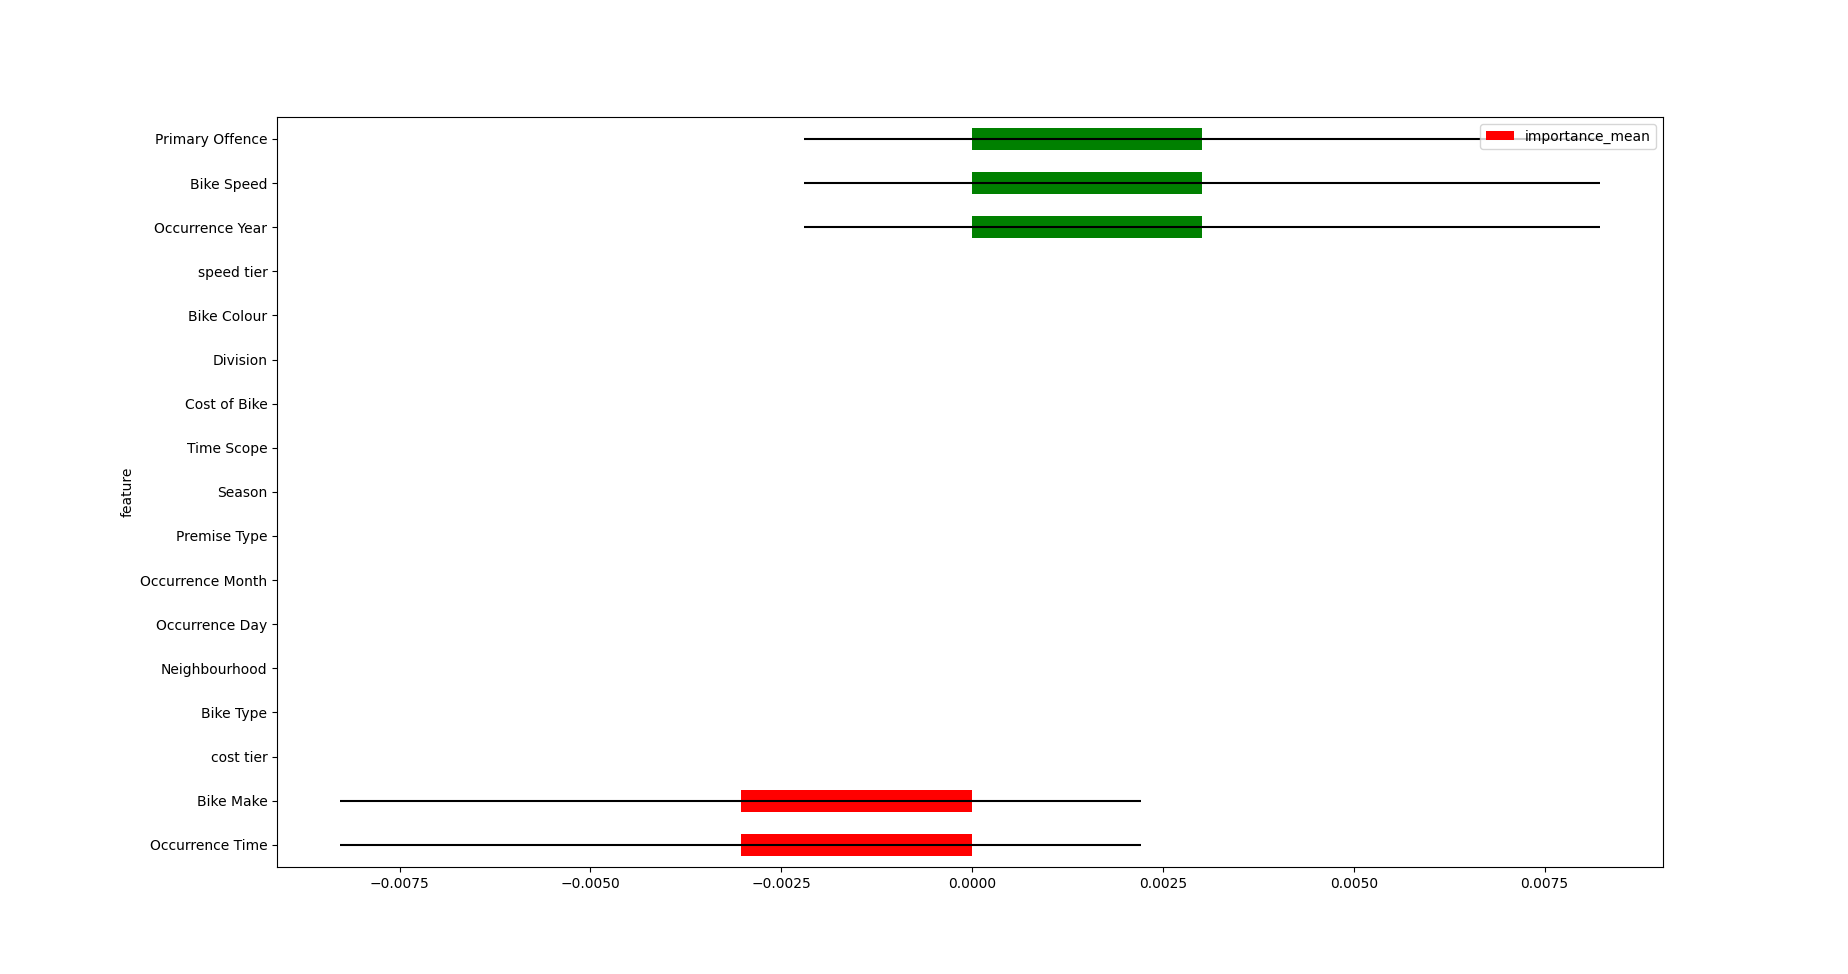 importance_mean
Primary Offence
Bike Speed
Occurrence Year
speed tier
Bike Colour
Division
Cost of Bike
Time Scope
Season
Premise Type
Occurrence Month
Occurrence Day
Neighbourhood
Bike Type
cost tier
Bike Make
Occurrence Time
feature
−0.0075 −0.0050 −0.0025 0.0000 0.0025 0.0050 0.0075